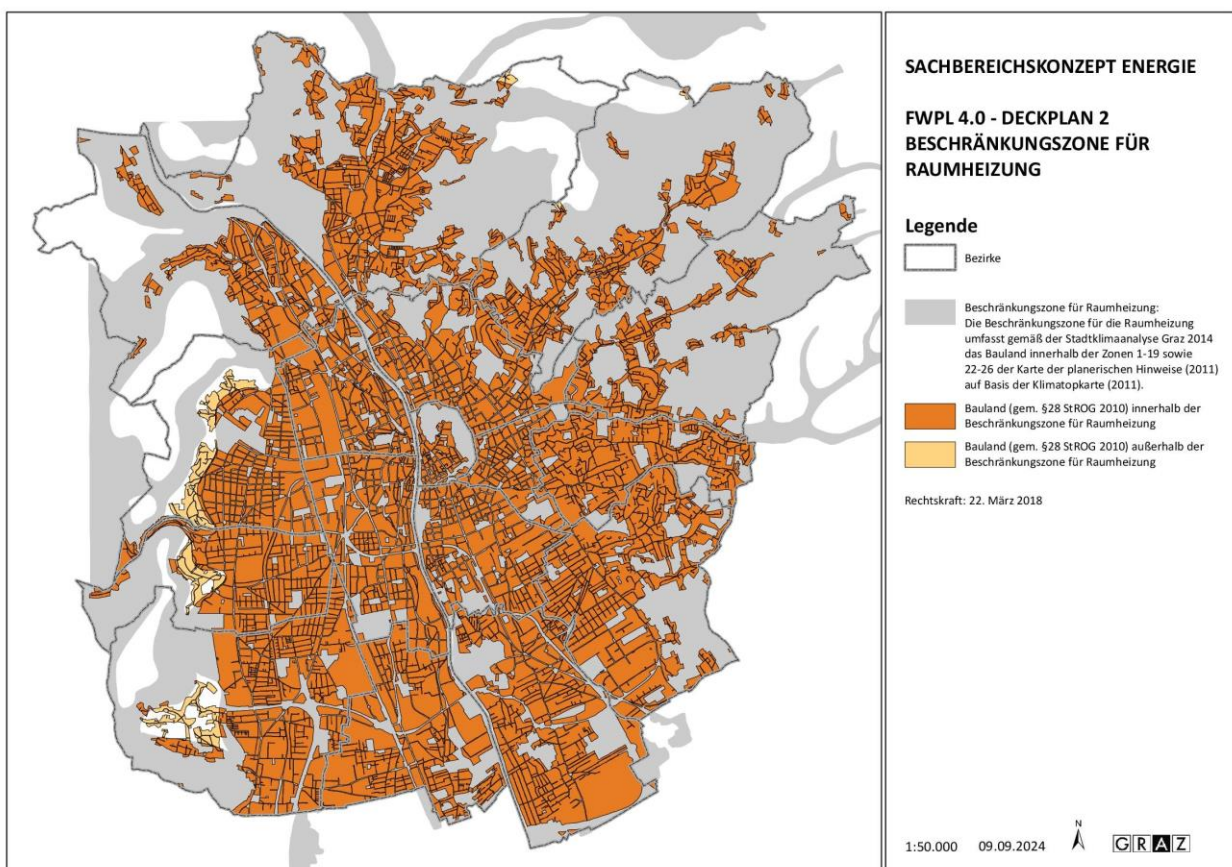 SACHBEREICHSKONZEPT ENERGIE
FWPL 4.0 - DECKPLAN 2
BESCHRÄNKUNGSZONE FÜR
RAUMHEIZUNG
Legende
Bezirke
Beschränkungszone für Raumheizung:
Die Beschränkungszone für die Raumheizung
umfasst gemäß der Stadtklimaanalyse Graz 2014
das Bauland innerhalb der Zonen 1-19 sowie
22-26 der Karte der planerischen Hinweise (2011)
auf Basis der Klimatopkarte (2011).
Bauland (gem. §28 StROG 2010) innerhalb der
Beschränkungszone für Raumheizung
Bauland (gem. §28 StROG 2010) außerhalb der
Beschränkungszone für Raumheizung
Rechtskraft: 22. März 2018
N
1:50.000 09.09.2024 GRAZ